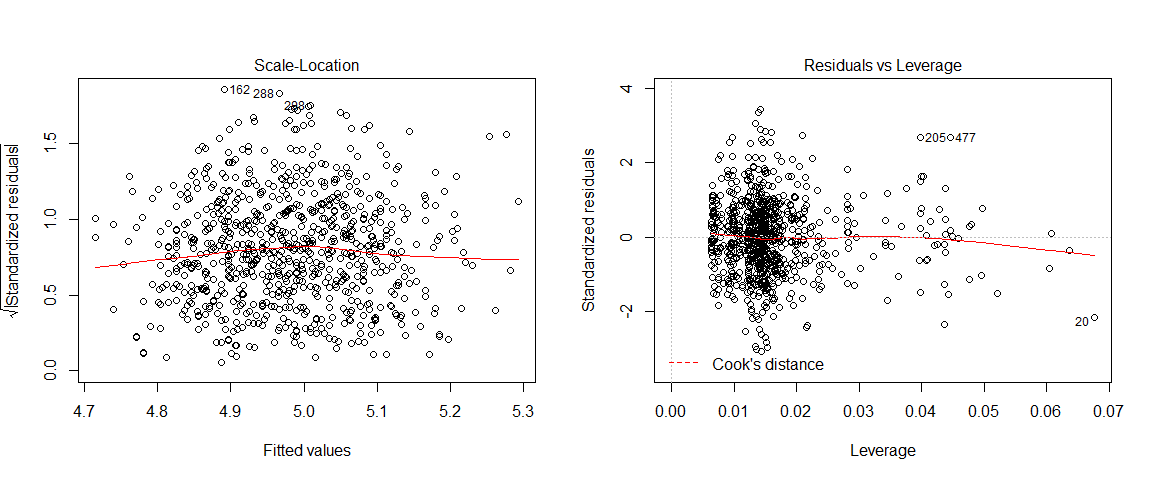 Scale-Location
162
288
298
√|Standardized residuals|
0.0
0.5
1.0
1.5
4.7 4.8 4.9 5.0 5.1 5.2 5.3
Fitted values
Residuals vs Leverage
205 477
20
Cook's distance
Standardized residuals
-2
0
2
4
0.00 0.01 0.02 0.03 0.04 0.05 0.06 0.07
Leverage